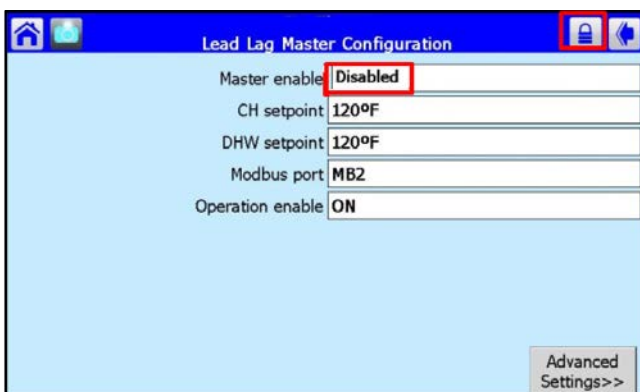 Lead Lag Master Configuration
Master enable Disabled
CH setpoint 120ºF
DHW setpoint 120ºF
Modbus port MB2
Operation enable ON
Advanced
Settings>>